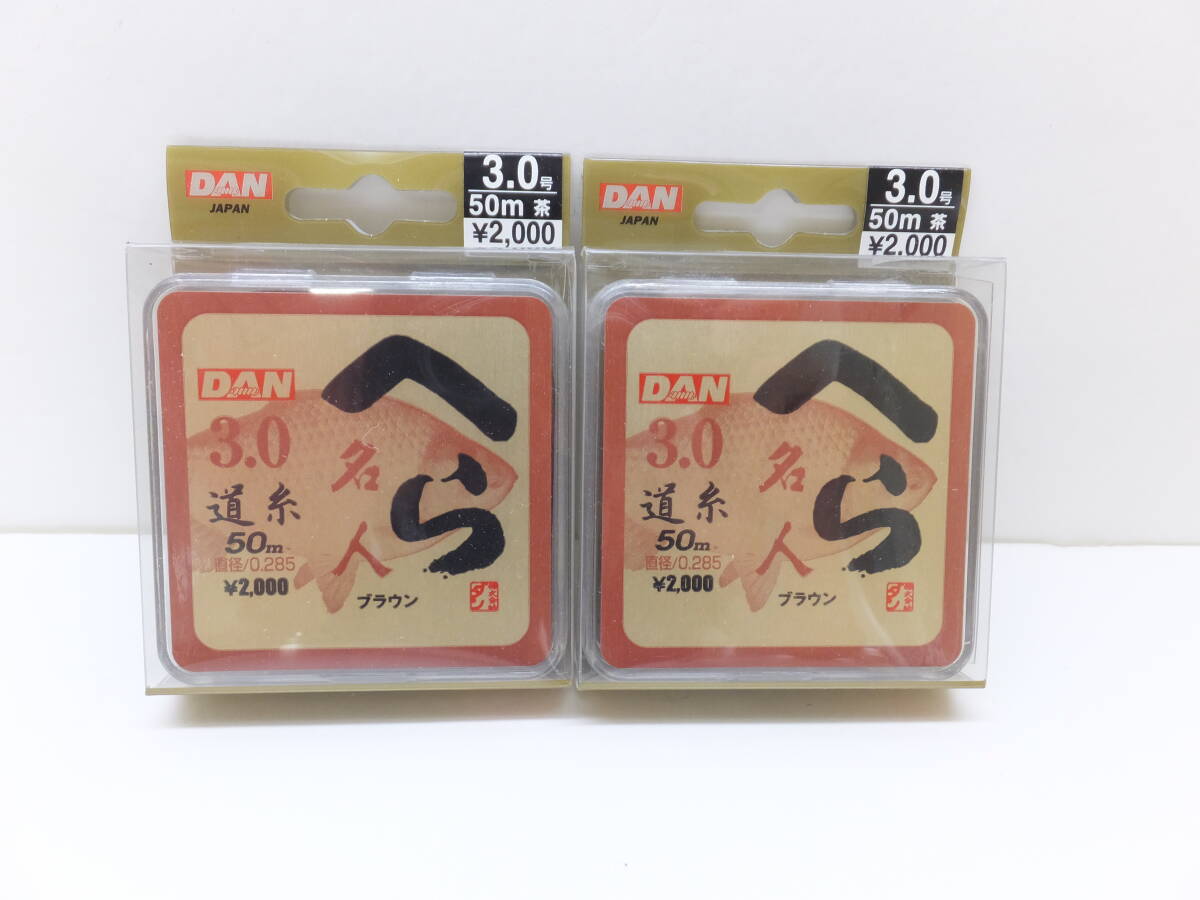 DAN
JAPAN
3.0号
50m 茶
¥2,000
DAN
3.0
道糸
50m
直径/0.285
¥2,000
へら
名人
ブラウン
DAN
JAPAN
3.0号
50m 茶
¥2,000
DAN
3.0
道糸
50m
直径/0.285
¥2,000
へら
名人
ブラウン